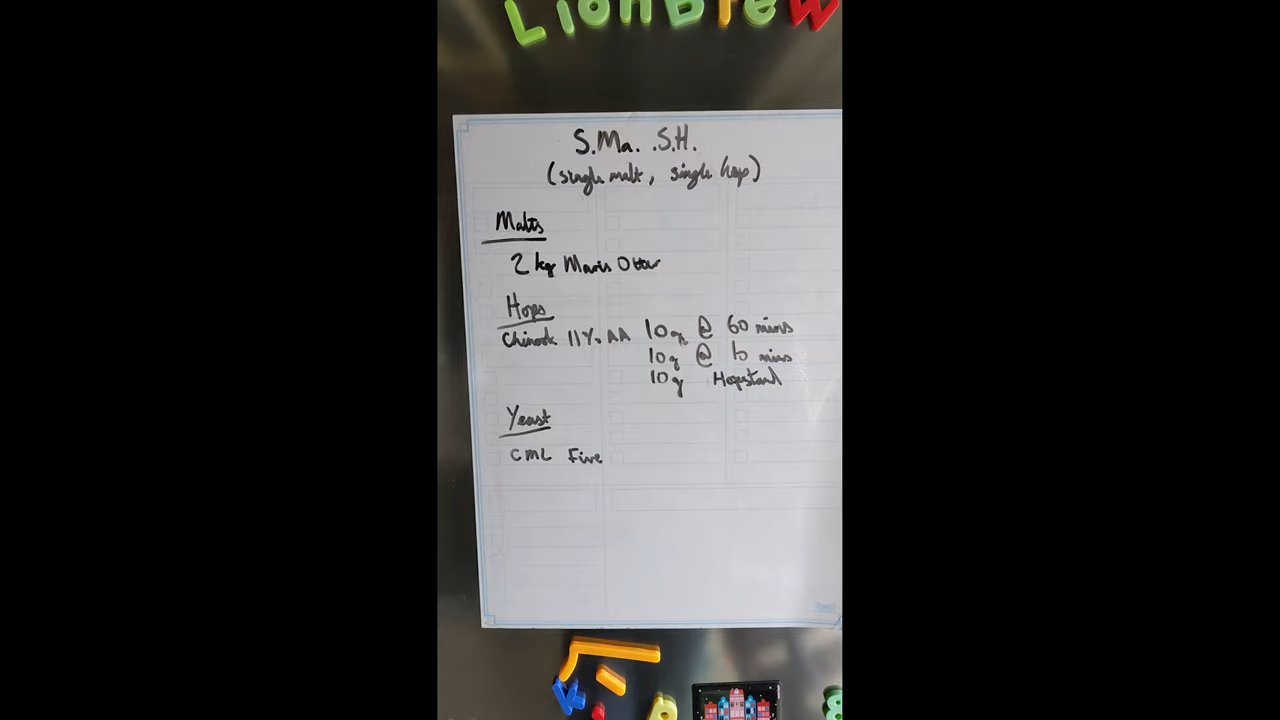 LionBrew
S.Ma. .S.H.
(single malt, single hop)
Malts
2 kg Maris Otter
Hops
Chinook 11% AA 10g @ 60 mins
10g @ 10 mins
10g Hopstand
Yeast
CML Five